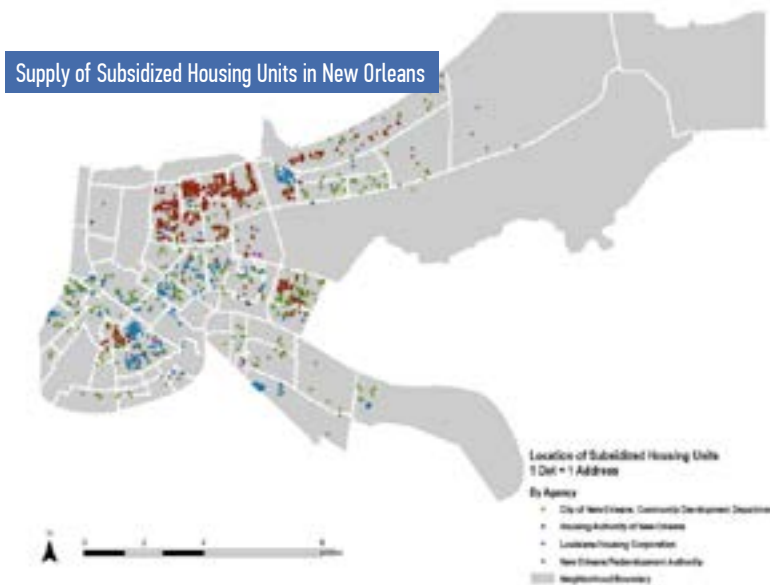 Supply of Subsidized Housing Units in New Orleans
Location of Subsidized Housing Units
1 Dot = 1 Address
By Agency
City of New Orleans, Community Development Departme
Housing Authority of New Orleans
Louisiana Housing Corporation
New Orleans Redevelopment Authority
Neighborhood Boundary